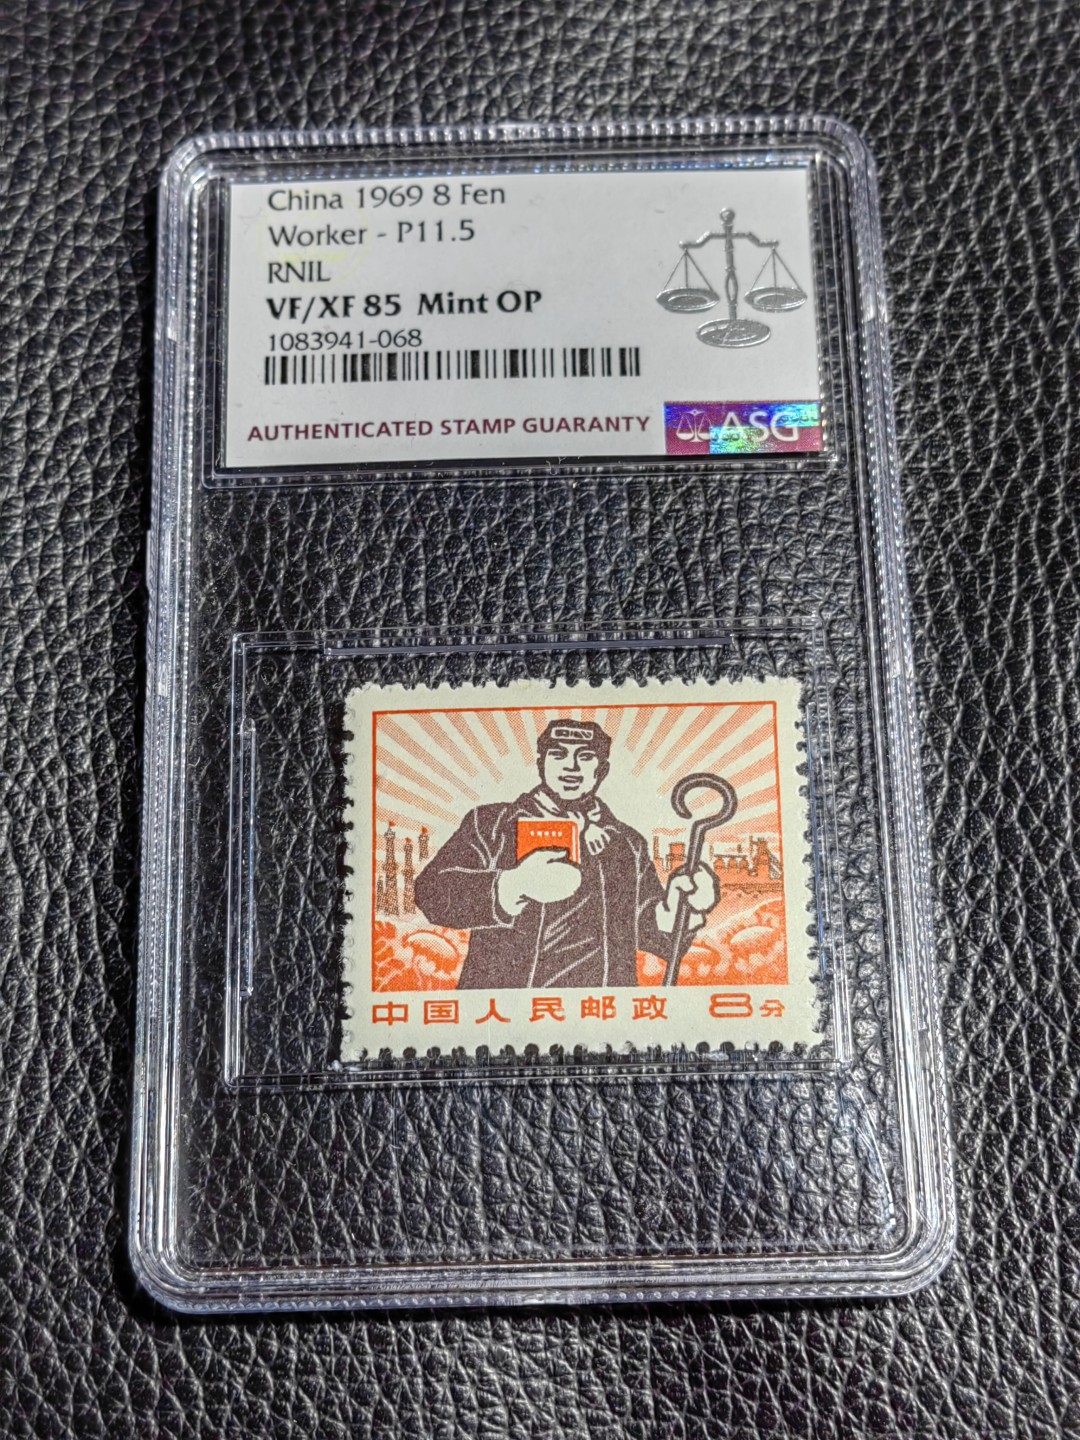 China 1969 8 Fen
Worker - P11.5
RNIL
VF/XF 85 Mint OP
1083941-068
AUTHENTICATED STAMP GUARANTY ASG
中国人民邮政 8分